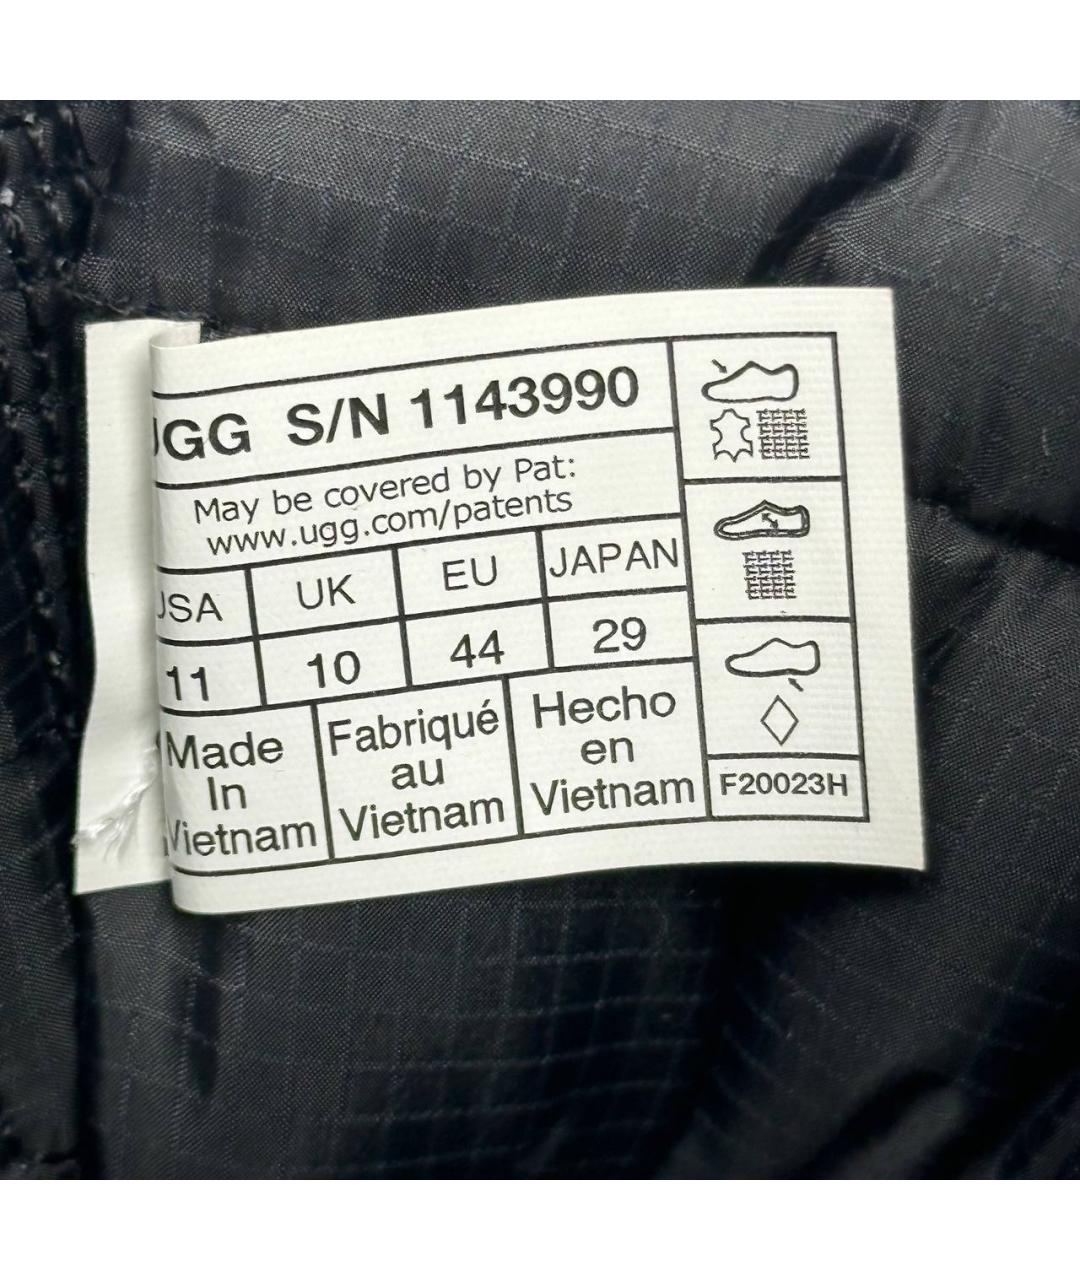 UGG S/N 1143990
May be covered by Pat:
www.ugg.com/patents
USA UK EU JAPAN
11 10 44 29
Made In Vietnam
Fabriqué au Vietnam
Hecho en Vietnam
F20023H